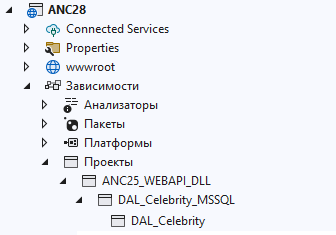 ANC28
Connected Services
Properties
wwwroot
Зависимости
Анализаторы
Пакеты
Платформы
Проекты
ANC25_WEBAPI_DLL
DAL_Celebrity_MSSQL
DAL_Celebrity